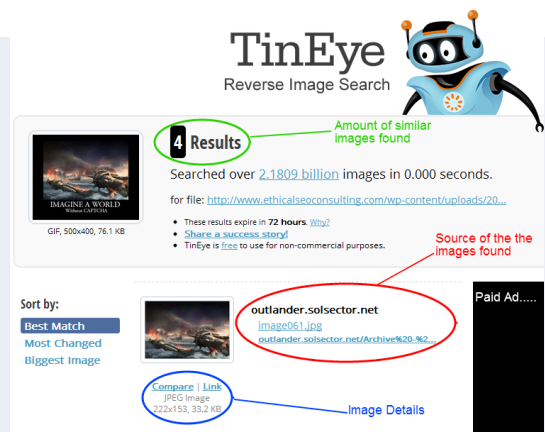 TinEye
Reverse Image Search
4 Results
Amount of similar
images found
Searched over 2.1809 billion images in 0.000 seconds.
for file: http://www.ethicalseoconsulting.com/wp-content/uploads/20...
IMAGINE A WORLD
Without CAPTCHA
GIF, 500x400, 76.1 KB
These results expire in 72 hours. Why?
Share a success story!
TinEye is free to use for non-commercial purposes.
Source of the the
images found
Sort by:
Best Match
Most Changed
Biggest Image
outlander.solsector.net
image061.jpg
outlander.solsector.net/Archive%20-%2...
Paid Ad.....
Compare | Link
JPEG Image
222x153, 33.2 KB
Image Details